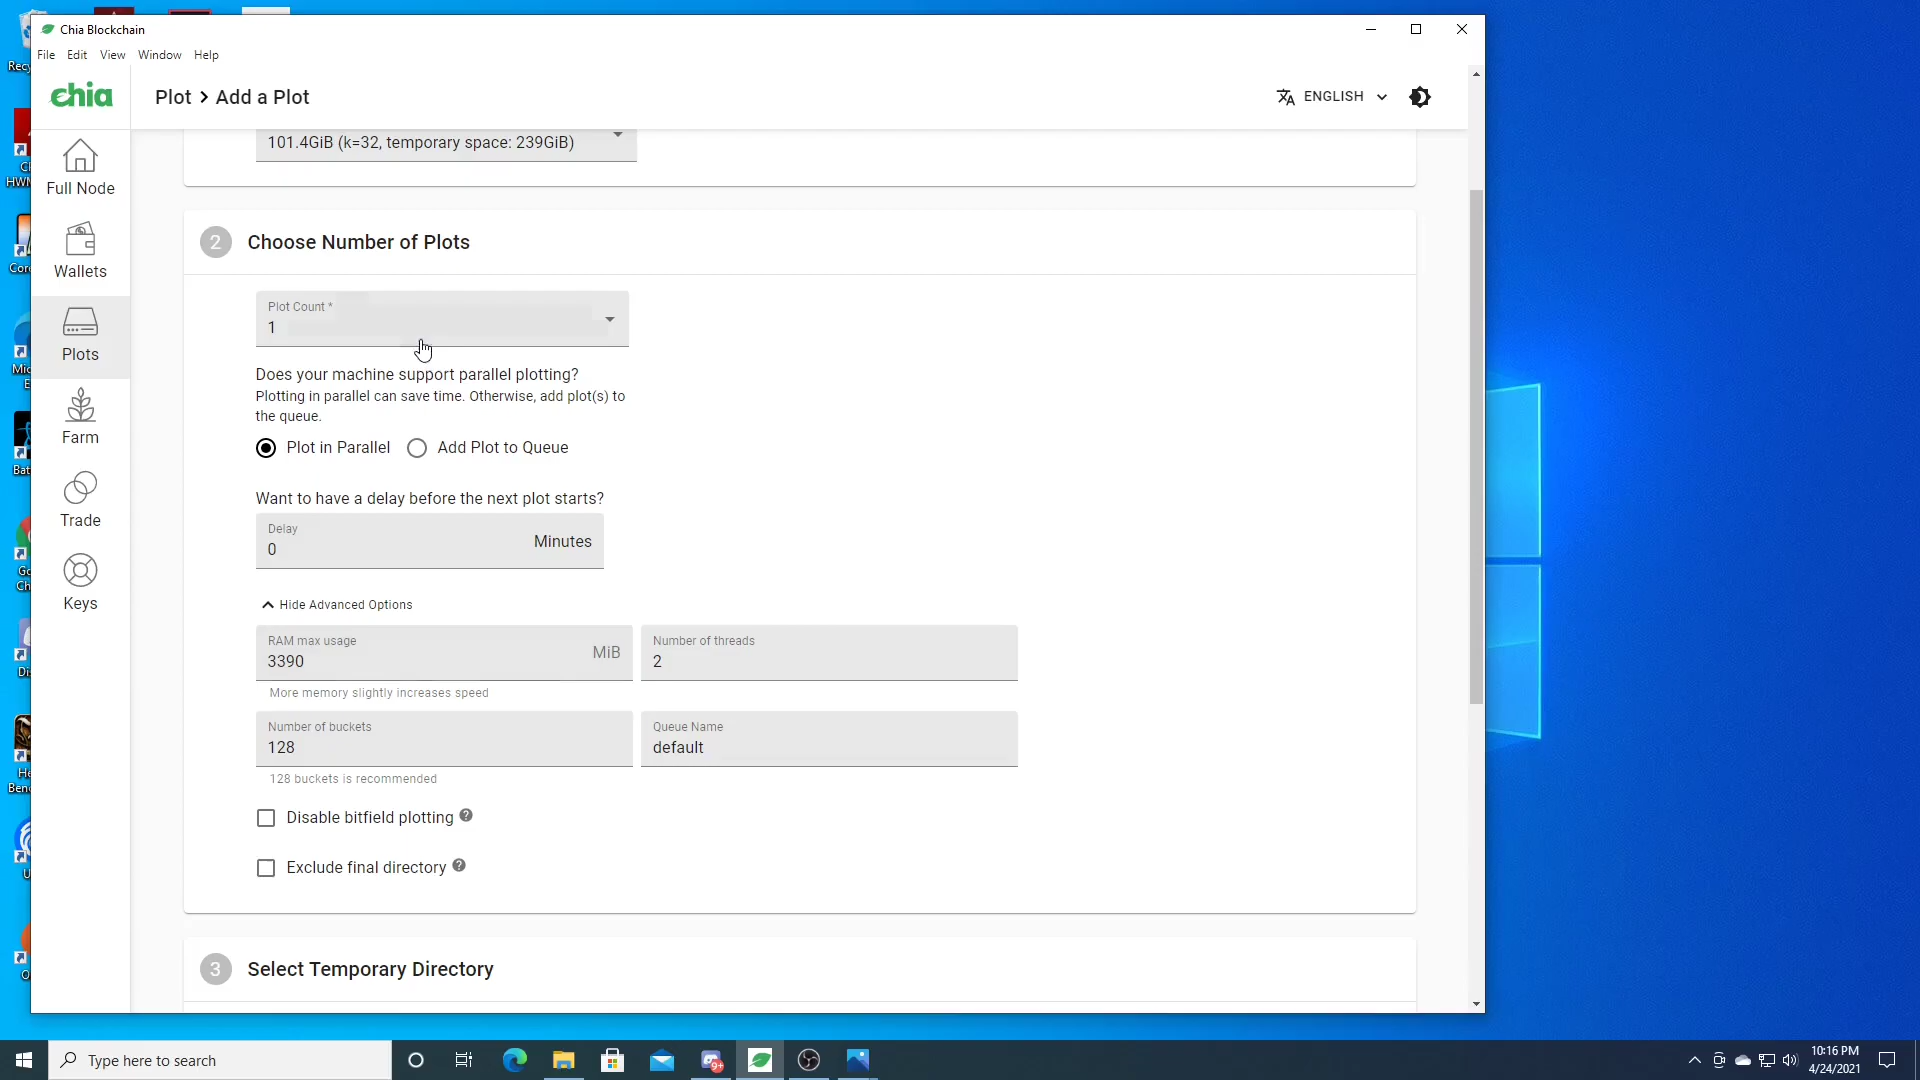 Chia Blockchain
File Edit View Window Help
chia
Plot > Add a Plot
ENGLISH
101.4GiB (k=32, temporary space: 239GiB)
Full Node
Wallets
Plots
Farm
Trade
Keys
2 Choose Number of Plots
Plot Count *
1
Does your machine support parallel plotting?
Plotting in parallel can save time. Otherwise, add plot(s) to
the queue.
Plot in Parallel Add Plot to Queue
Want to have a delay before the next plot starts?
Delay
0 Minutes
Hide Advanced Options
RAM max usage
3390 MiB
Number of threads
2
More memory slightly increases speed
Number of buckets
128
Queue Name
default
128 buckets is recommended
Disable bitfield plotting ?
Exclude final directory ?
3 Select Temporary Directory
Type here to search
9+
10:16 PM
4/24/2021